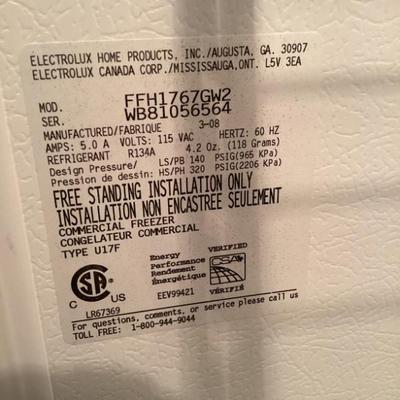 ELECTROLUX HOME PRODUCTS, INC./AUGUSTA, GA. 30907
ELECTROLUX CANADA CORP./MISSISSAUGA,ONT. L5V 3EA
MOD. FFH1767GW2
SER. WB81056564
MANUFACTURED/FABRIQUE 3-08
AMPS: 5.0 A VOLTS: 115 VAC HERTZ: 60 HZ
REFRIGERANT R134A 4.2 Oz. (118 Grams)
Design Pressure/ LS/PB 140 PSIG(965 KPa)
Pression de dessin: HS/PH 320 PSIG(2206 KPa)
FREE STANDING INSTALLATION ONLY
INSTALLATION NON ENCASTREE SEULEMENT
COMMERCIAL FREEZER
CONGELATEUR COMMERCIAL
TYPE U17F
Energy VERIFIED
Performance
Rendement CSA
Énergétique
C US EEV99421 VÉRIFIÉ
LR67369
For questions, comments, or service please call us
TOLL FREE: 1-800-944-9044